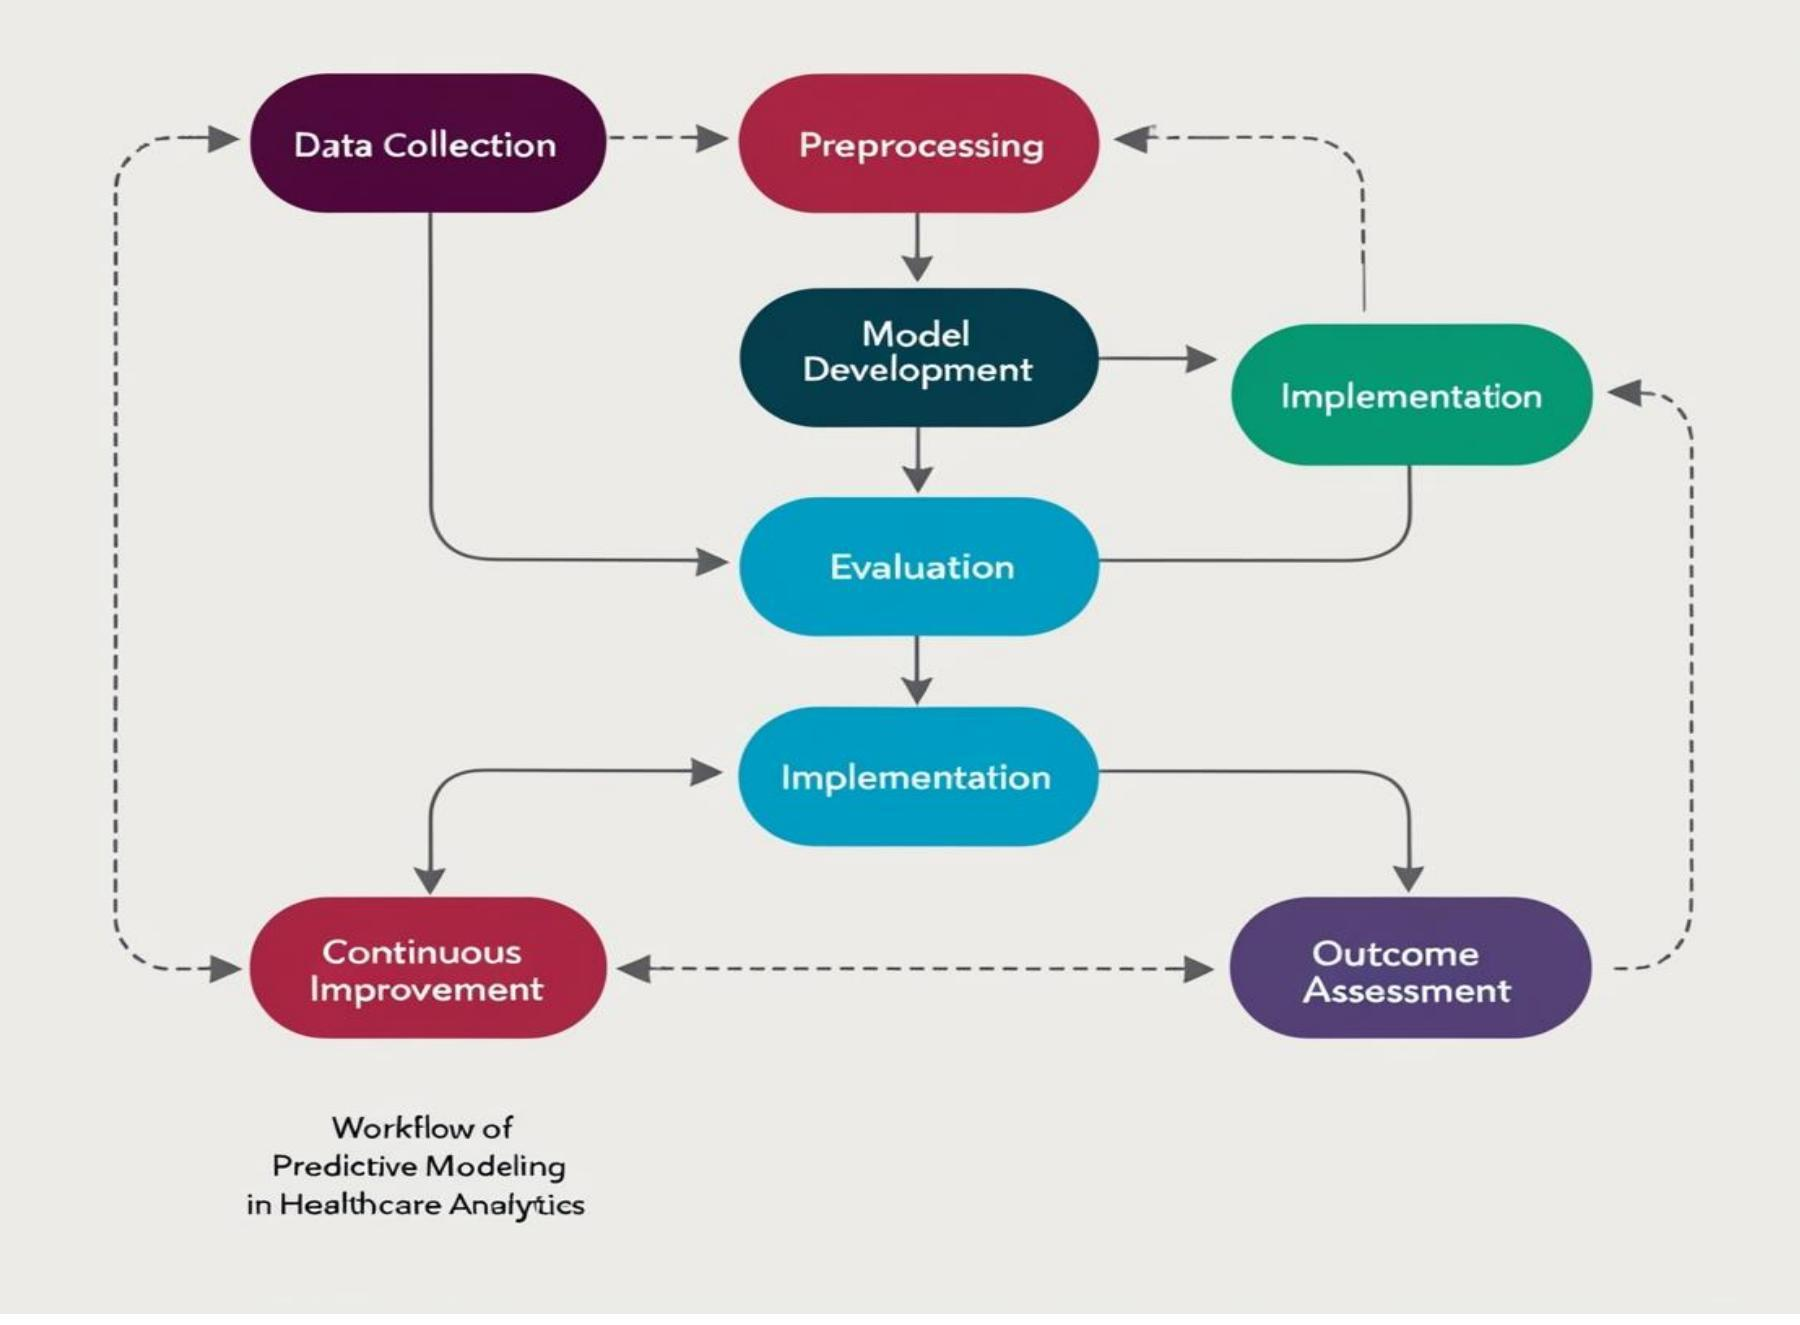 Data Collection
Preprocessing
Model
Development
Implementation
Evaluation
Implementation
Continuous
Improvement
Outcome
Assessment
Workflow of
Predictive Modeling
in Healthcare Analytics